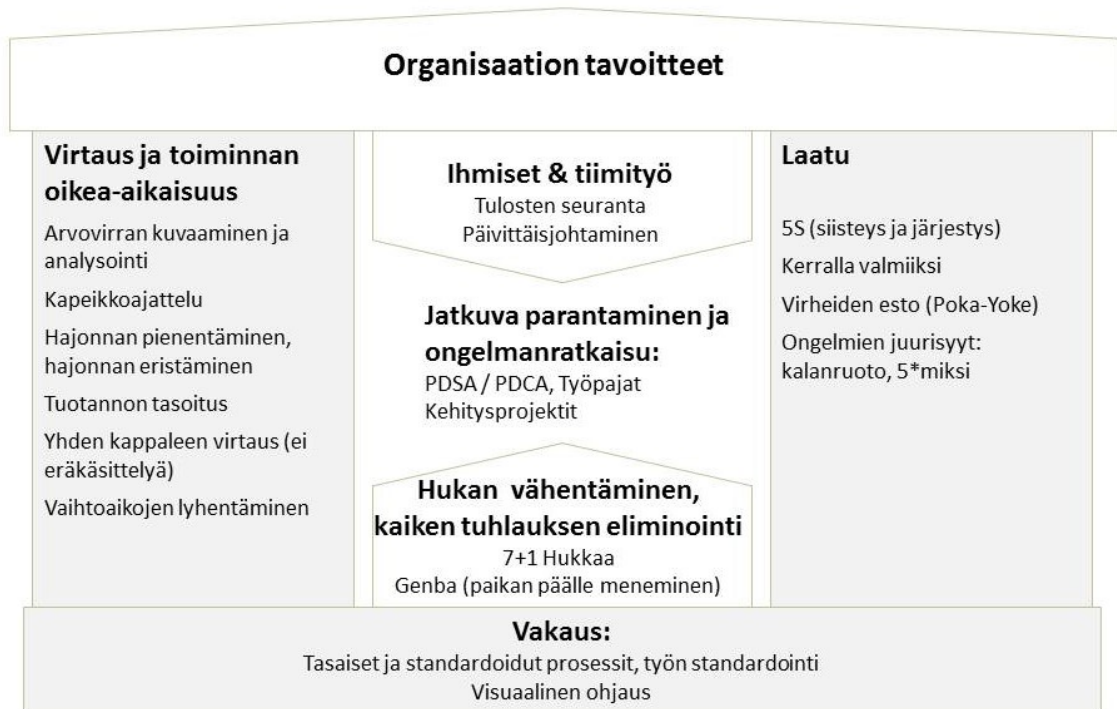 Organisaation tavoitteet
Virtaus ja toiminnan
oikea-aikaisuus
Arvovirran kuvaaminen ja
analysointi
Kapeikkoajattelu
Hajonnan pienentäminen,
hajonnan eristäminen
Tuotannon tasoitus
Yhden kappaleen virtaus (ei
eräkäsittelyä)
Vaihtoaikojen lyhentäminen
Ihmiset & tiimityö
Tulosten seuranta
Päivittäisjohtaminen
Jatkuva parantaminen ja
ongelmanratkaisu:
PDSA / PDCA, Työpajat
Kehitysprojektit
Hukan vähentäminen,
kaiken tuhlauksen eliminointi
7+1 Hukkaa
Genba (paikan päälle meneminen)
Laatu
5S (siisteys ja järjestys)
Kerralla valmiiksi
Virheiden esto (Poka-Yoke)
Ongelmien juurisyyt:
kalanruoto, 5*miksi
Vakaus:
Tasaiset ja standardoidut prosessit, työn standardointi
Visuaalinen ohjaus